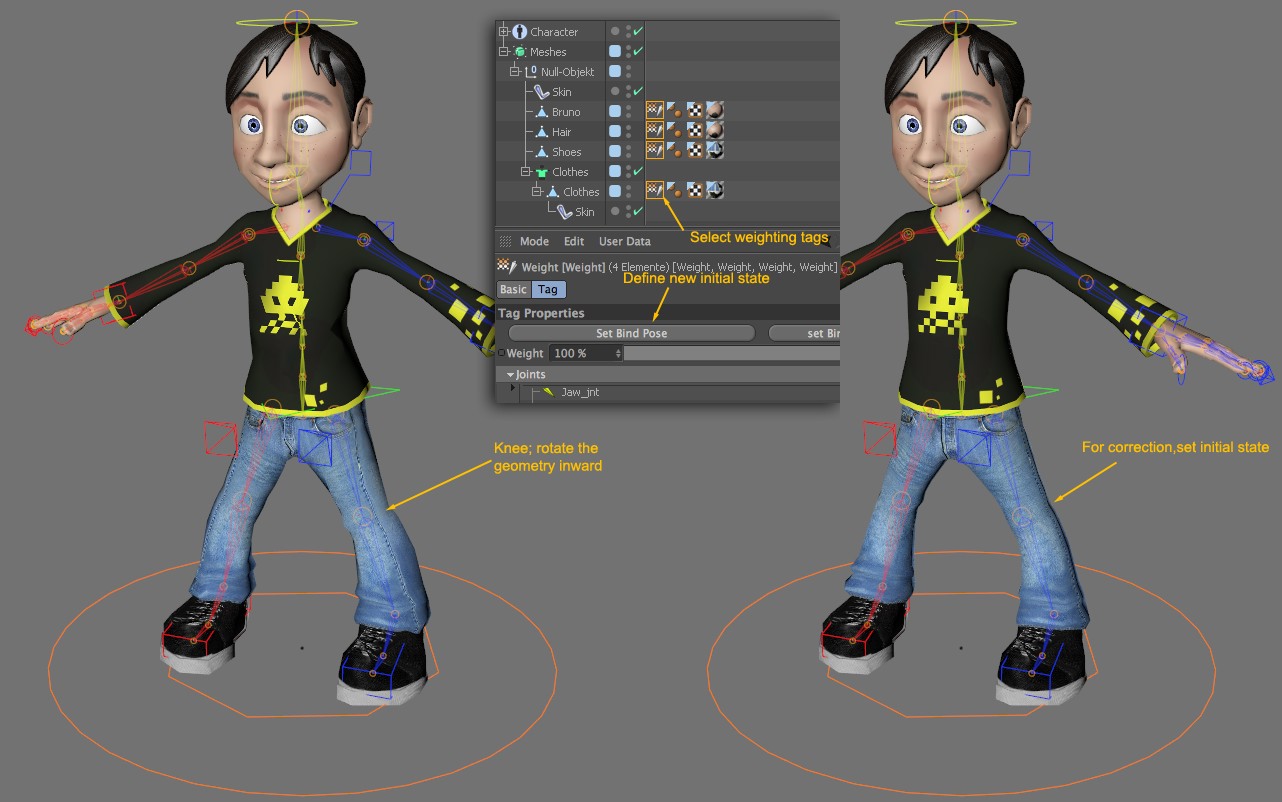 Character
Meshes
Null-Objekt
Skin
Bruno
Hair
Shoes
Clothes
Clothes
Skin
Select weighting tags
Mode Edit User Data
Weight [Weight] (4 Elemente) [Weight, Weight, Weight, Weight]
Define new initial state
Basic Tag
Tag Properties
Set Bind Pose set Bin
Weight 100 %
Joints
Jaw_jnt
Knee; rotate the
geometry inward
For correction,set initial state